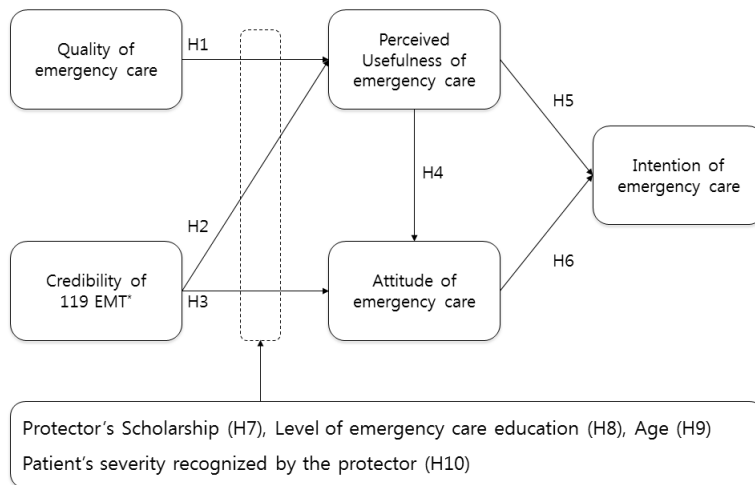 Quality of
emergency care
H1
Perceived
Usefulness of
emergency care
H5
H4
Intention of
emergency care
H2
Credibility of
119 EMT*
H3
Attitude of
emergency care
H6
Protector's Scholarship (H7), Level of emergency care education (H8), Age (H9)
Patient's severity recognized by the protector (H10)